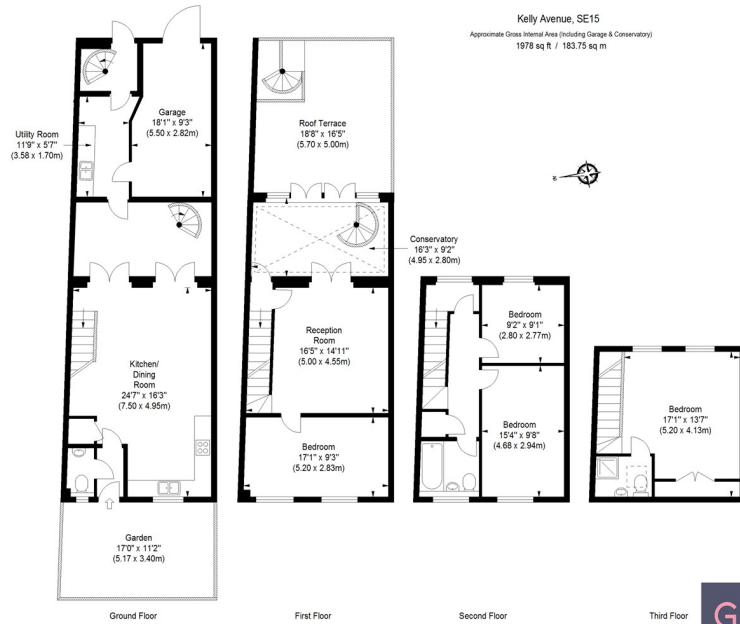 Kelly Avenue, SE15
Approximate Gross Internal Area (Including Garage & Conservatory)
1978 sq ft / 183.75 sq m
Garage
18'1" x 9'3"
(5.50 x 2.82m)
Utility Room
11'9" x 5'7"
(3.58 x 1.70m)
Kitchen/
Dining
Room
24'7" x 16'3"
(7.50 x 4.95m)
Garden
17'0" x 11'2"
(5.17 x 3.40m)
Ground Floor
Roof Terrace
18'8" x 16'5"
(5.70 x 5.00m)
Conservatory
16'3" x 9'2"
(4.95 x 2.80m)
Reception
Room
16'5" x 14'11"
(5.00 x 4.55m)
Bedroom
17'1" x 9'3"
(5.20 x 2.83m)
First Floor
Bedroom
9'2" x 9'1"
(2.80 x 2.77m)
Bedroom
15'4" x 9'8"
(4.68 x 2.94m)
Second Floor
Bedroom
17'1" x 13'7"
(5.20 x 4.13m)
Third Floor
N
G